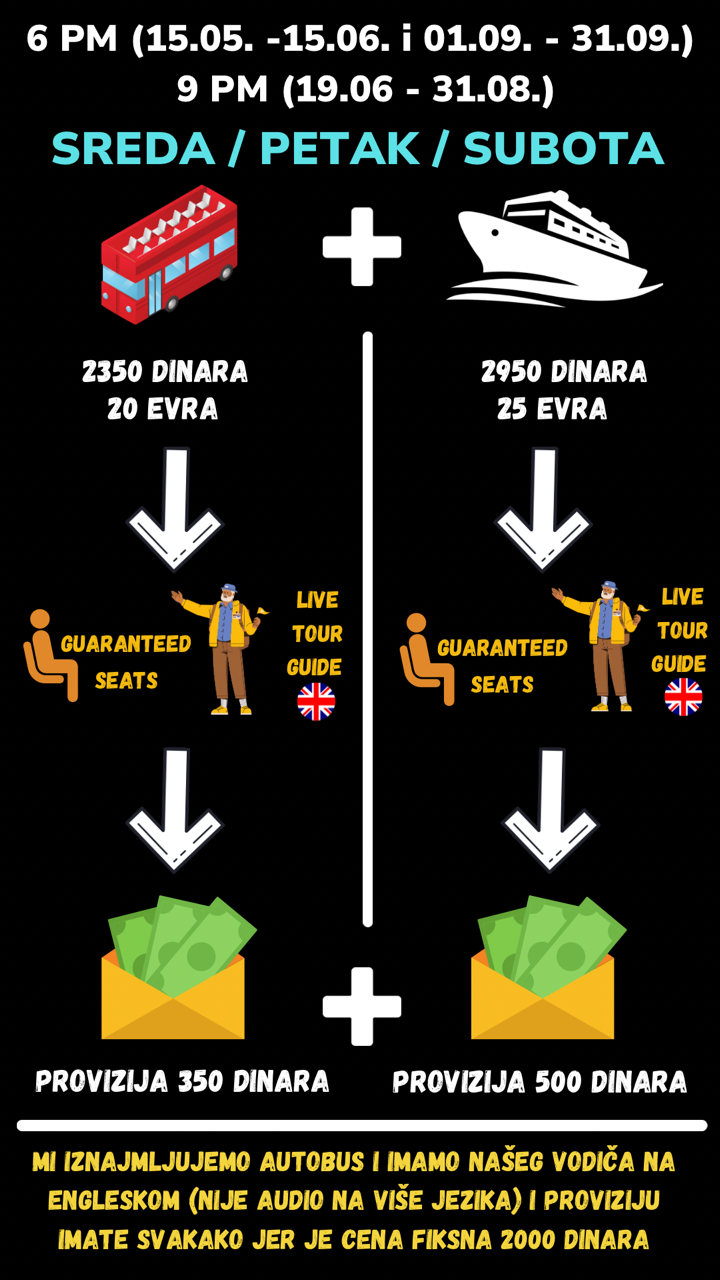 6 PM (15.05. -15.06. i 01.09. - 31.09.)
9 PM (19.06 - 31.08.)
SREDA / PETAK / SUBOTA
2350 DINARA
20 EVRA
2950 DINARA
25 EVRA
GUARANTEED
SEATS
LIVE
TOUR
GUIDE
GUARANTEED
SEATS
LIVE
TOUR
GUIDE
PROVIZIJA 350 DINARA
PROVIZIJA 500 DINARA
MI IZNAJMLJUJEMO AUTOBUS I IMAMO NAŠEG VODIČA NA
ENGLESKOM (NIJE AUDIO NA VIŠE JEZIKA) I PROVIZIJU
IMATE SVAKAKO JER JE CENA FIKSNA 2000 DINARA